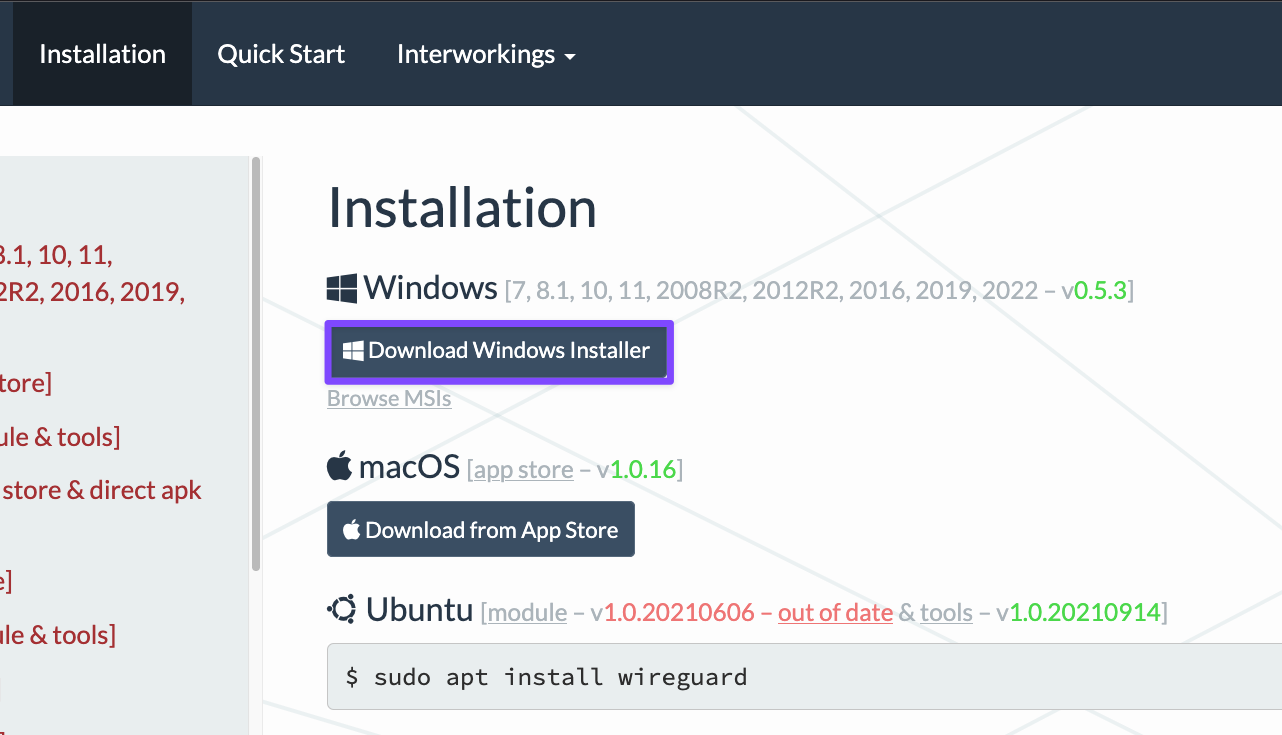 Installation
Quick Start
Interworkings
8.1, 10, 11,
2R2, 2016, 2019,
tore]
ule & tools]
store & direct apk
e]
ule & tools]
]
Installation
Windows [7, 8.1, 10, 11, 2008R2, 2012R2, 2016, 2019, 2022 – v0.5.3]
Download Windows Installer
Browse MSIs
macOS [app store – v1.0.16]
Download from App Store
Ubuntu [module – v1.0.20210606 – out of date & tools – v1.0.20210914]
$ sudo apt install wireguard